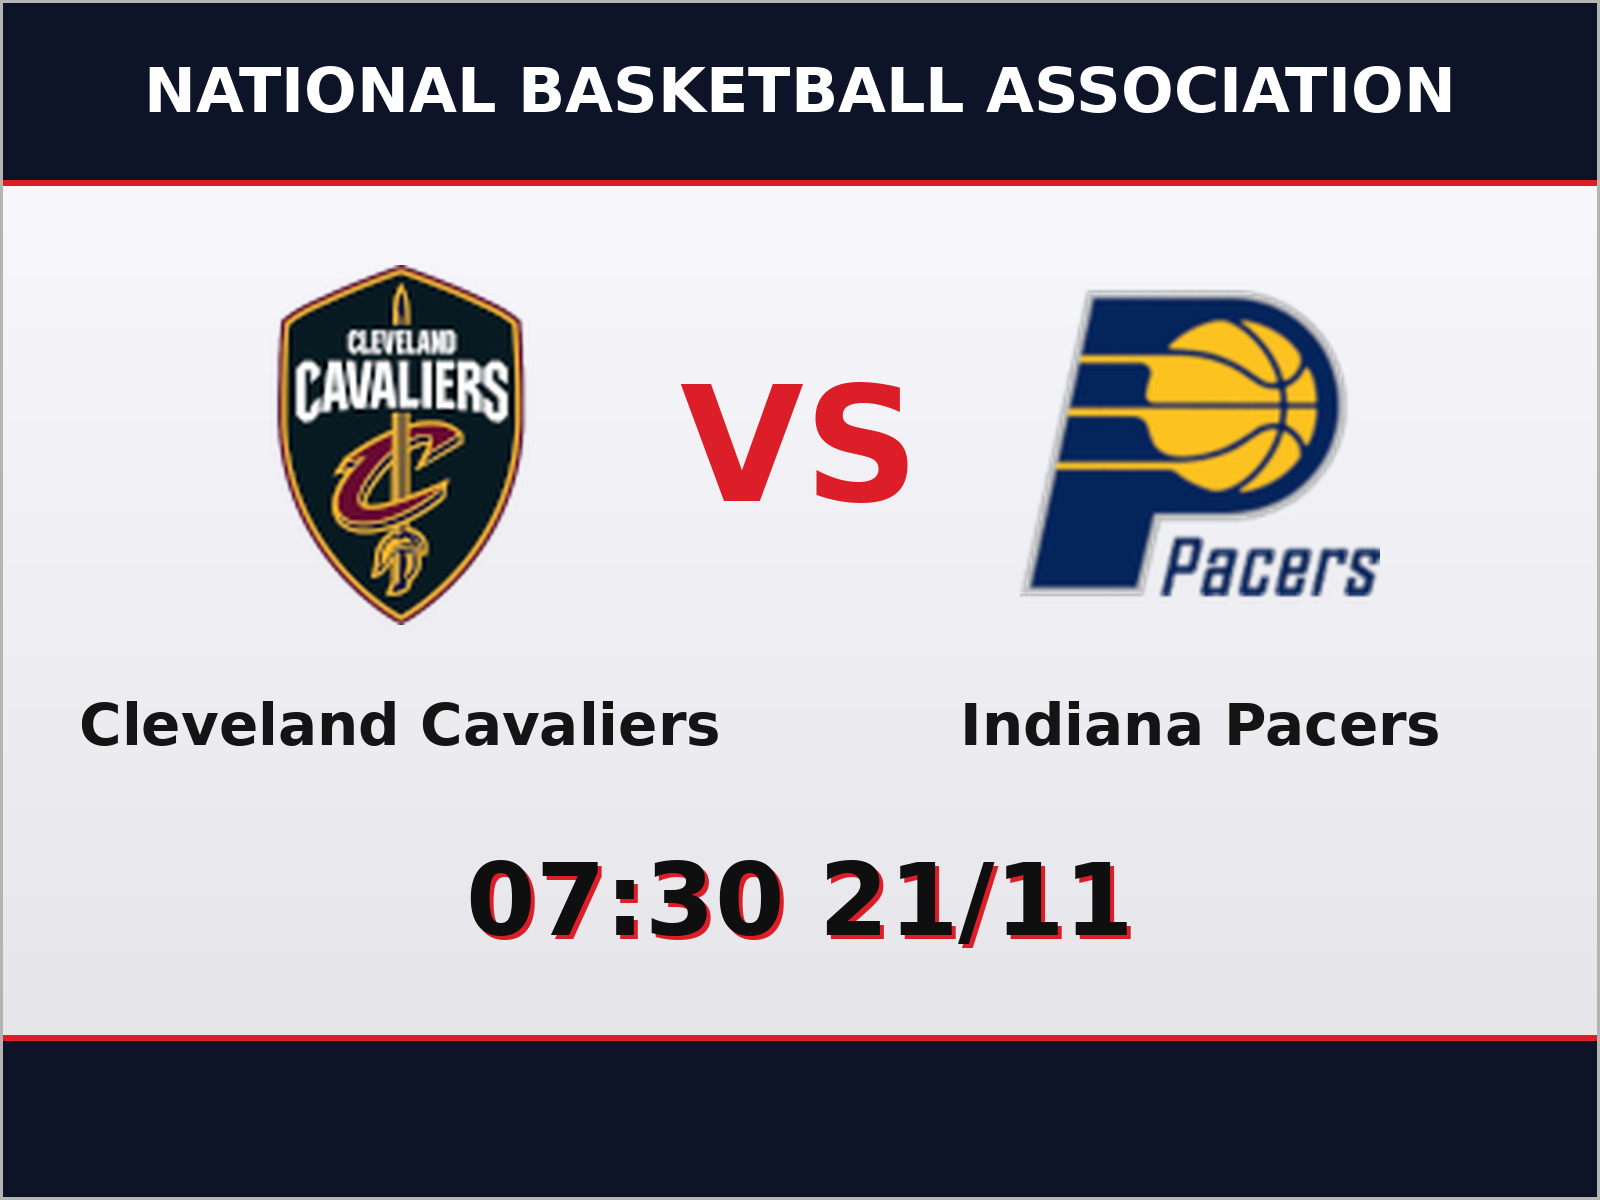 NATIONAL BASKETBALL ASSOCIATION
CLEVELAND
CAVALIERS
VS
Pacers
Cleveland Cavaliers
Indiana Pacers
07:30 21/11